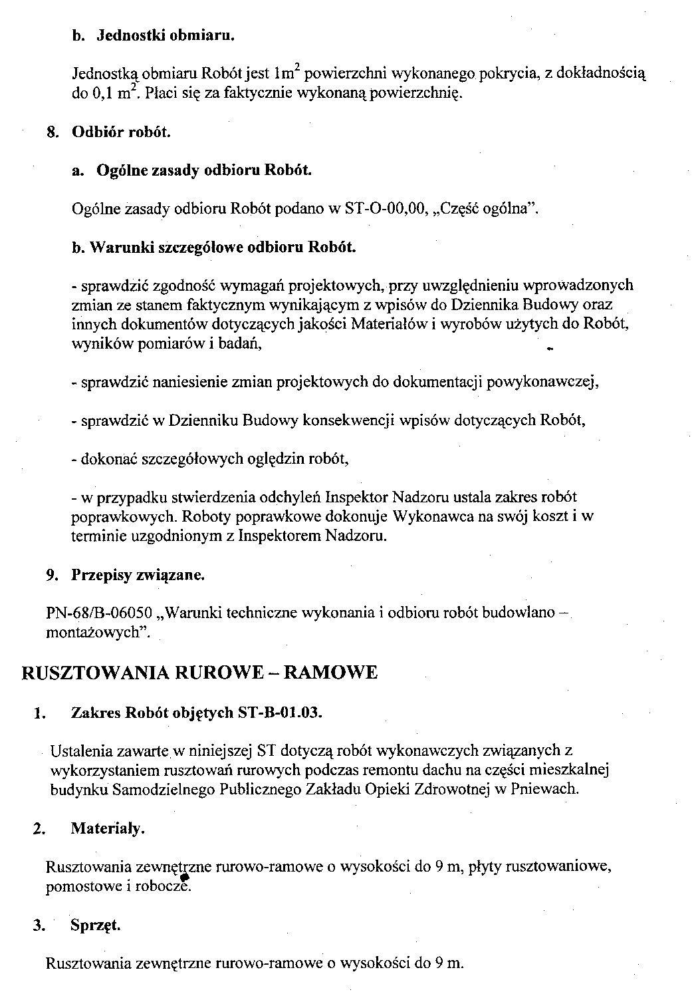 b. Jednostki obmiaru.
Jednostką obmiaru Robót jest 1m² powierzchni wykonanego pokrycia, z dokładnością
do 0,1 m². Płaci się za faktycznie wykonaną powierzchnię.
8. Odbiór robót.
a. Ogólne zasady odbioru Robót.
Ogólne zasady odbioru Robót podano w ST-O-00,00, „Część ogólna”.
b. Warunki szczegółowe odbioru Robót.
- sprawdzić zgodność wymagań projektowych, przy uwzględnieniu wprowadzonych
zmian ze stanem faktycznym wynikającym z wpisów do Dziennika Budowy oraz
innych dokumentów dotyczących jakości Materiałów i wyrobów użytych do Robót,
wyników pomiarów i badań,
- sprawdzić naniesienie zmian projektowych do dokumentacji powykonawczej,
- sprawdzić w Dzienniku Budowy konsekwencji wpisów dotyczących Robót,
- dokonać szczegółowych oględzin robót,
- w przypadku stwierdzenia odchyleń Inspektor Nadzoru ustala zakres robót
poprawkowych. Roboty poprawkowe dokonuje Wykonawca na swój koszt i w
terminie uzgodnionym z Inspektorem Nadzoru.
9. Przepisy związane.
PN-68/B-06050 „Warunki techniczne wykonania i odbioru robót budowlano –
montażowych”.
RUSZTOWANIA RUROWE – RAMOWE
1. Zakres Robót objętych ST-B-01.03.
Ustalenia zawarte w niniejszej ST dotyczą robót wykonawczych związanych z
wykorzystaniem rusztowań rurowych podczas remontu dachu na części mieszkalnej
budynku Samodzielnego Publicznego Zakładu Opieki Zdrowotnej w Pniewach.
2. Materiały.
Rusztowania zewnętrzne rurowo-ramowe o wysokości do 9 m, płyty rusztowaniowe,
pomostowe i robocze.
3. Sprzęt.
Rusztowania zewnętrzne rurowo-ramowe o wysokości do 9 m.